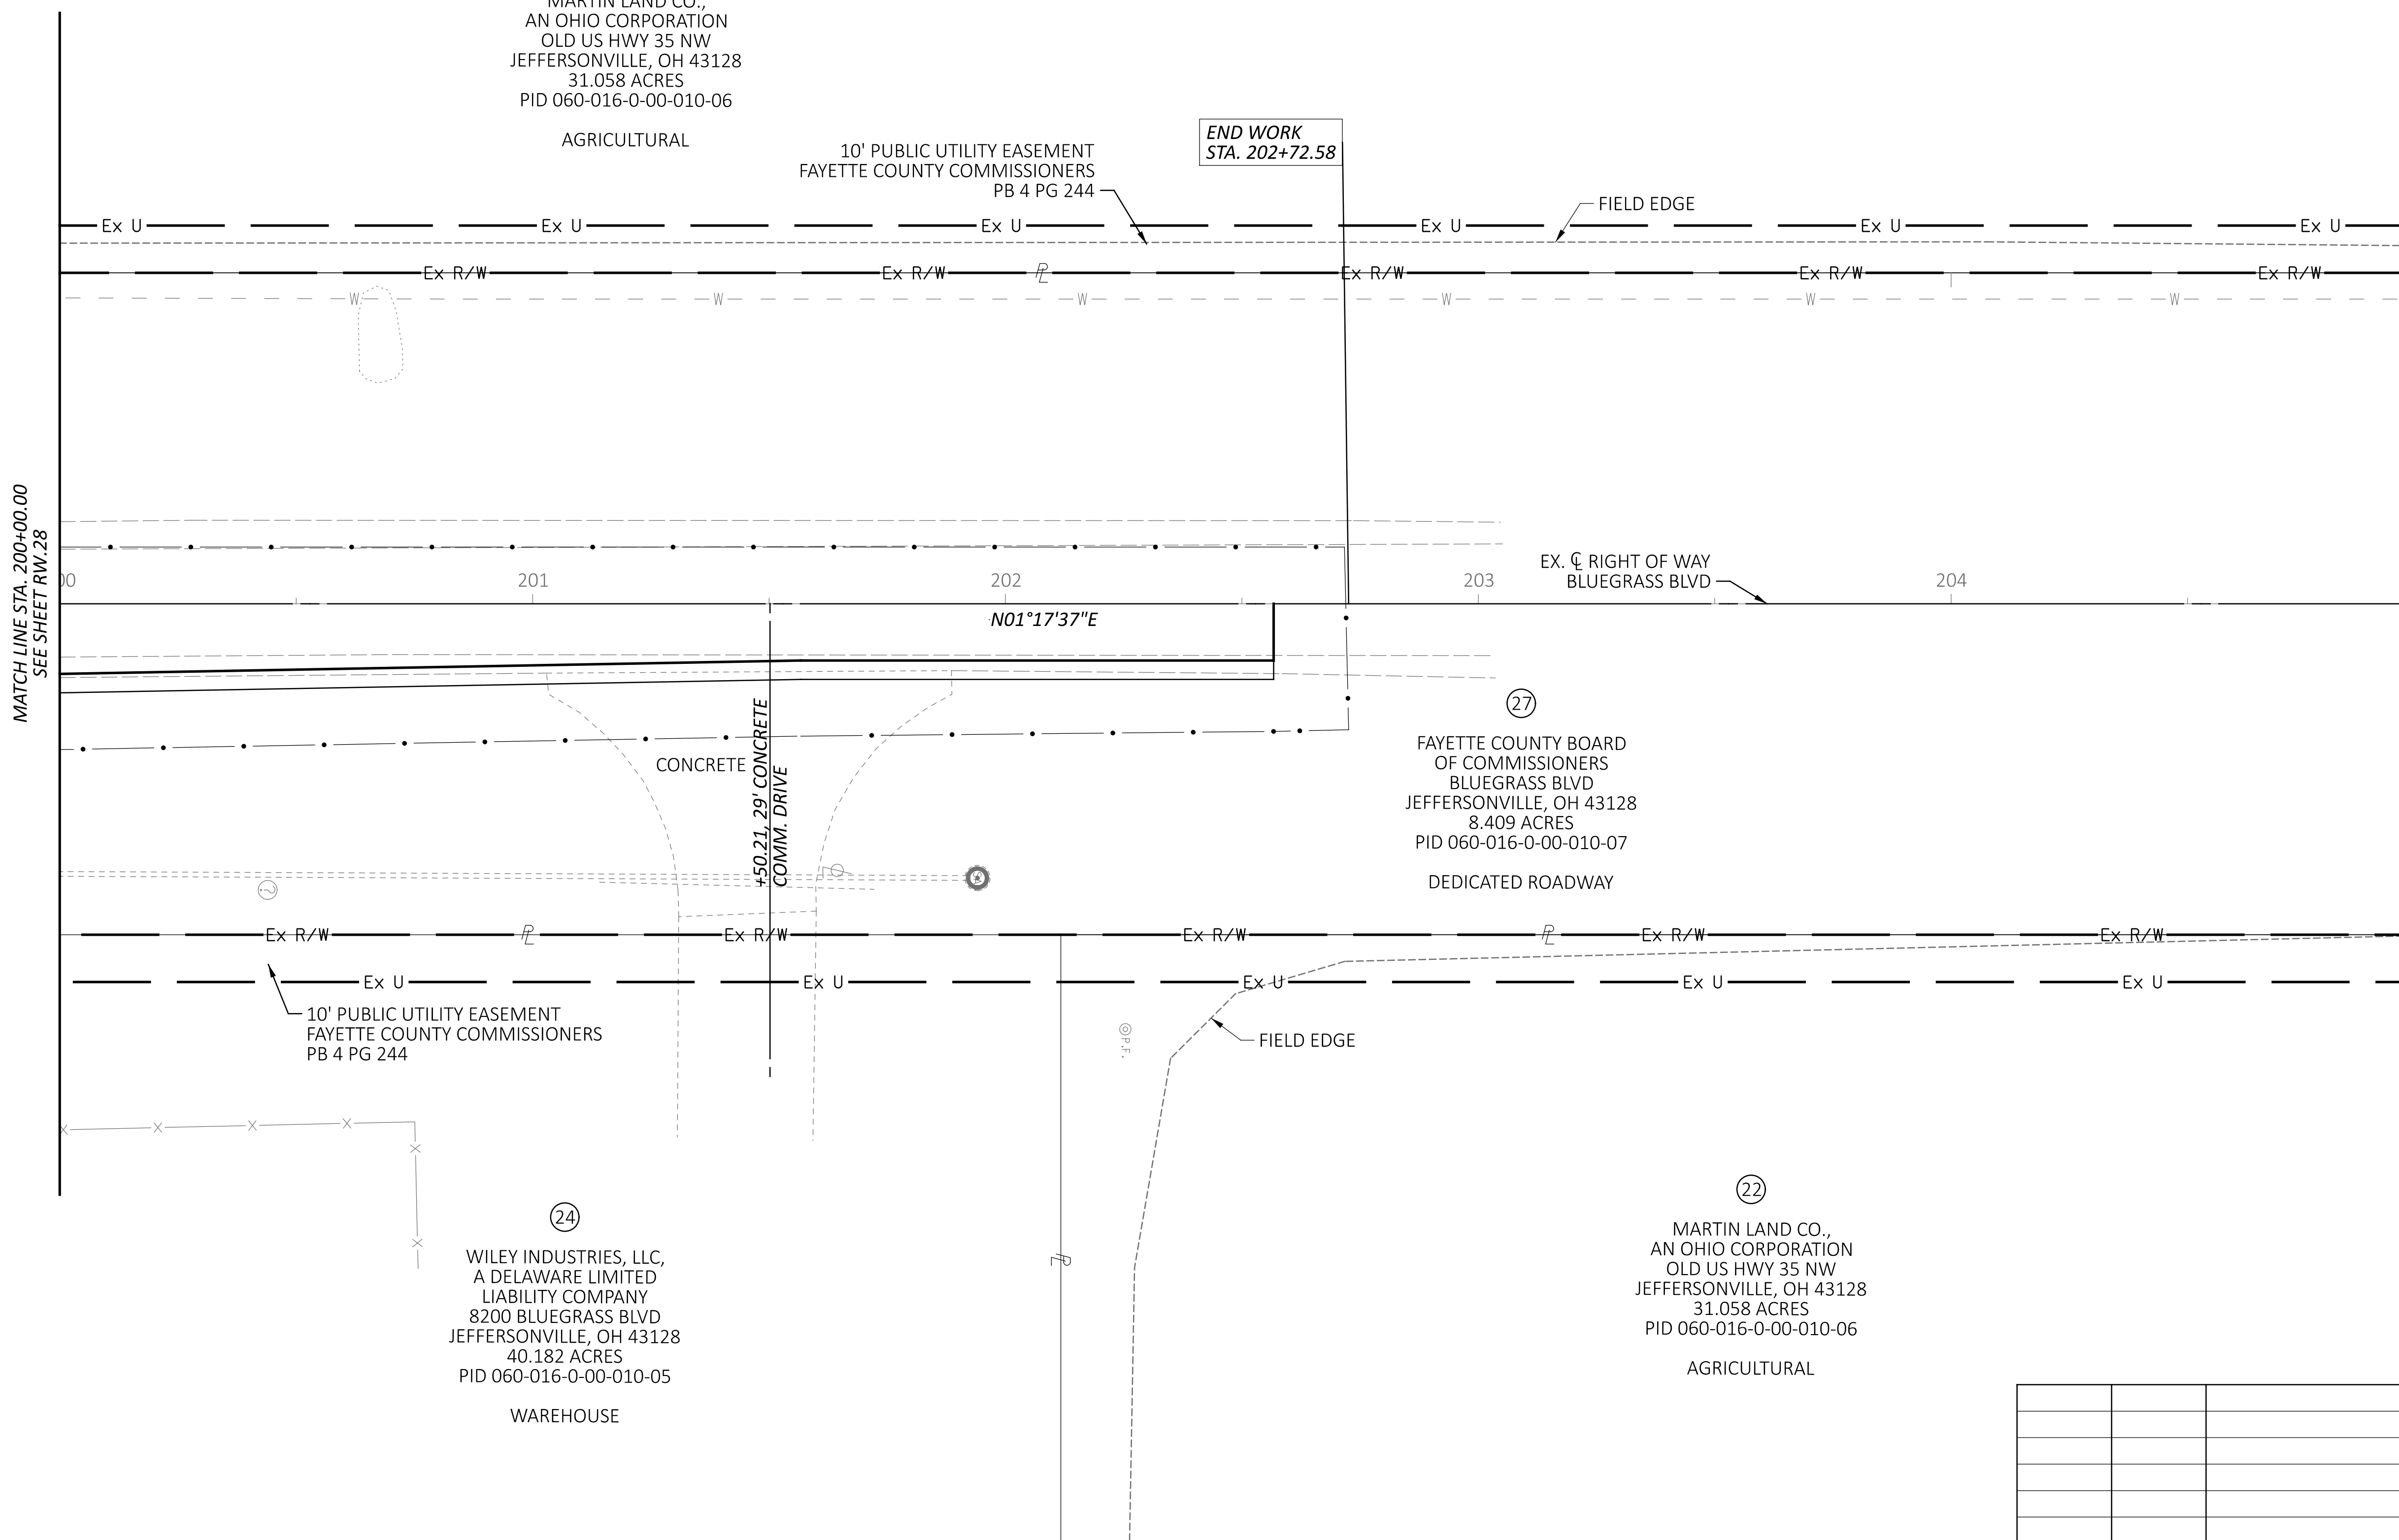 MARTIN LAND CO.,
AN OHIO CORPORATION
OLD US HWY 35 NW
JEFFERSONVILLE, OH 43128
31.058 ACRES
PID 060-016-0-00-010-06
AGRICULTURAL
10' PUBLIC UTILITY EASEMENT
FAYETTE COUNTY COMMISSIONERS
PB 4 PG 244
END WORK
STA. 202+72.58
FIELD EDGE
Ex U Ex U Ex U Ex U Ex U Ex U
Ex R/W Ex R/W PL Ex R/W Ex R/W Ex R/W
W W W W W W
MATCH LINE STA. 200+00.00
SEE SHEET RW.28
00 201 202 203 204
EX. CL RIGHT OF WAY
BLUEGRASS BLVD
N01°17'37"E
+50.21, 29' CONCRETE
COMM. DRIVE
CONCRETE
27
FAYETTE COUNTY BOARD
OF COMMISSIONERS
BLUEGRASS BLVD
JEFFERSONVILLE, OH 43128
8.409 ACRES
PID 060-016-0-00-010-07
DEDICATED ROADWAY
?
Ex R/W PL Ex R/W Ex R/W PL Ex R/W Ex R/W
Ex U Ex U Ex U Ex U Ex U
10' PUBLIC UTILITY EASEMENT
FAYETTE COUNTY COMMISSIONERS
PB 4 PG 244
P.F.
FIELD EDGE
X X X X
X
X
PL
24
WILEY INDUSTRIES, LLC,
A DELAWARE LIMITED
LIABILITY COMPANY
8200 BLUEGRASS BLVD
JEFFERSONVILLE, OH 43128
40.182 ACRES
PID 060-016-0-00-010-05
WAREHOUSE
22
MARTIN LAND CO.,
AN OHIO CORPORATION
OLD US HWY 35 NW
JEFFERSONVILLE, OH 43128
31.058 ACRES
PID 060-016-0-00-010-06
AGRICULTURAL